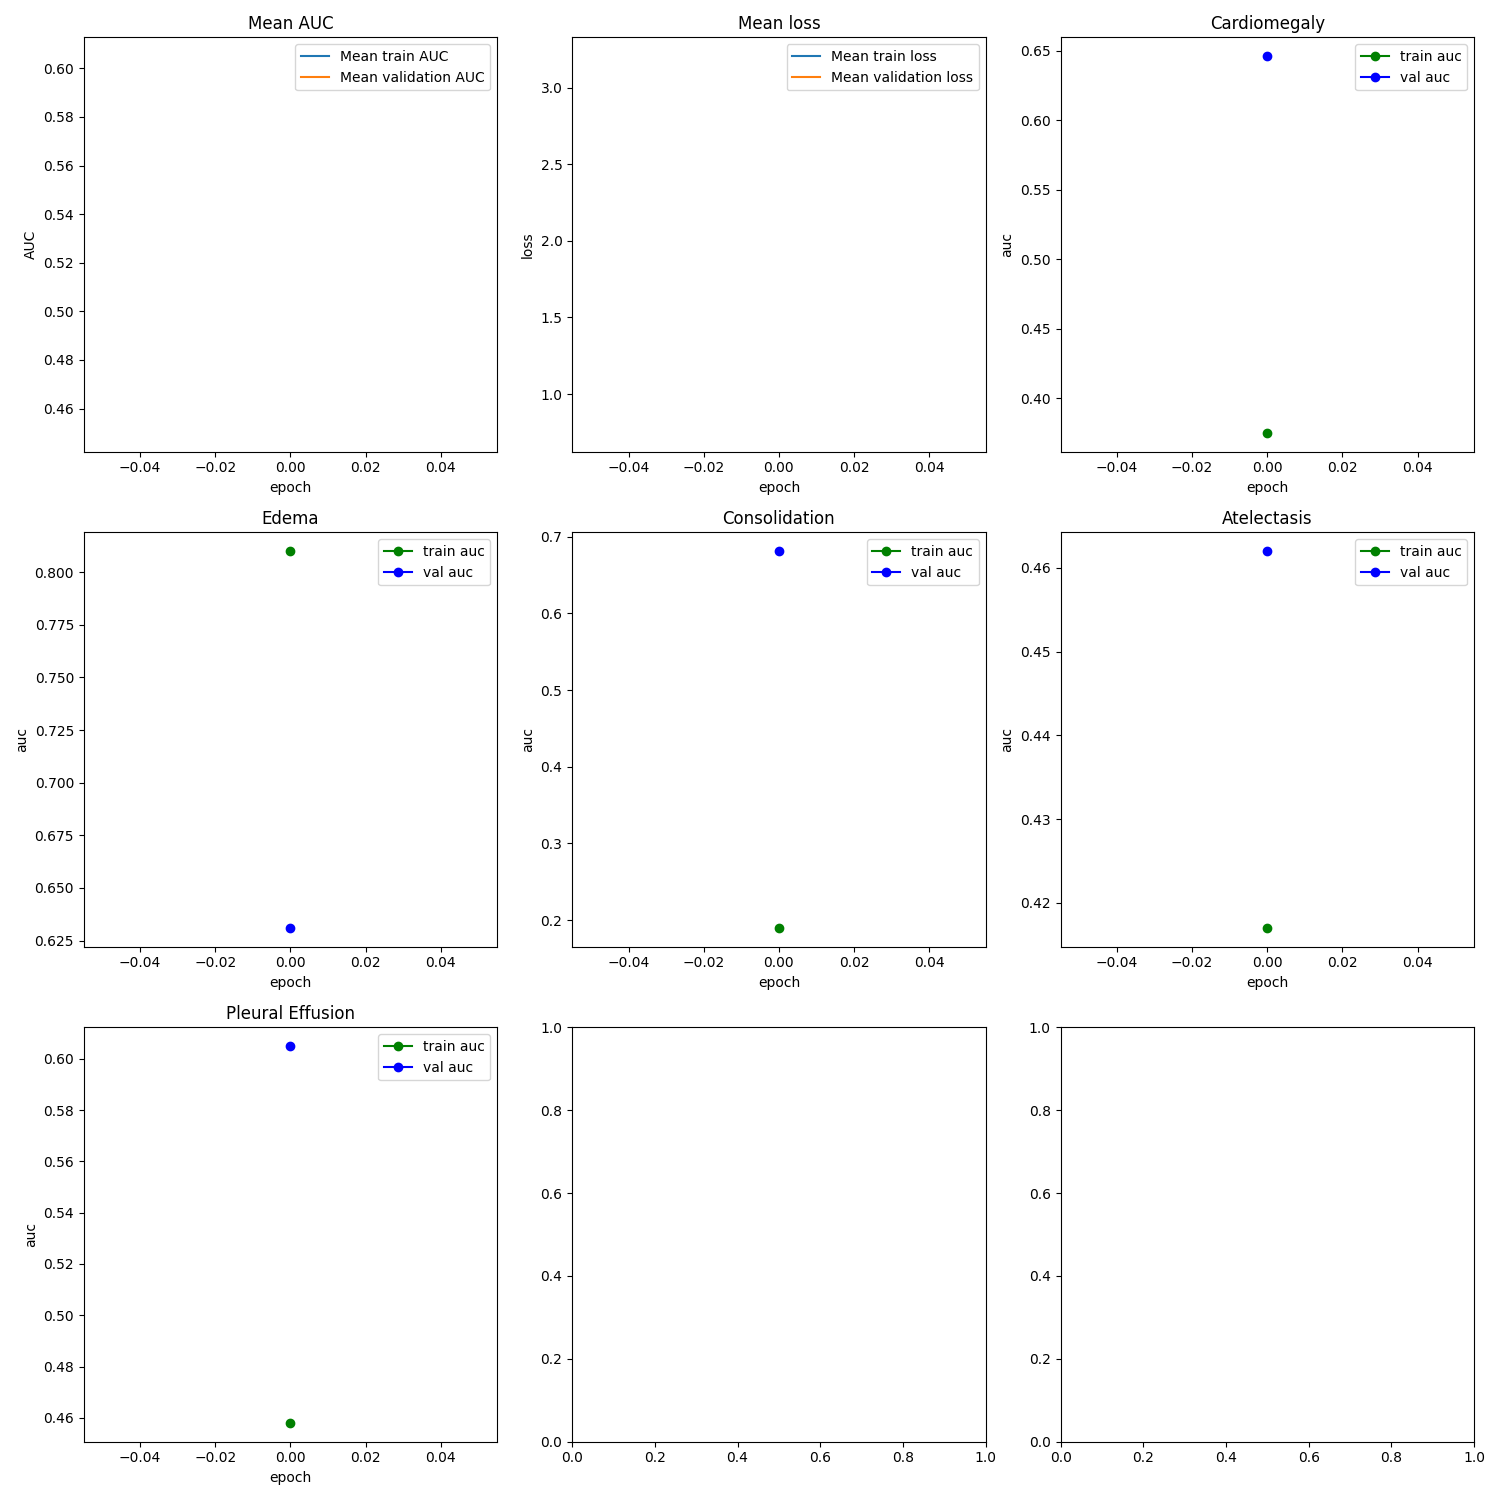 Mean AUC
Mean train AUC
Mean validation AUC
0.60
0.58
0.56
0.54
0.52
0.50
0.48
0.46
AUC
−0.04 −0.02 0.00 0.02 0.04
epoch
Mean loss
Mean train loss
Mean validation loss
3.0
2.5
2.0
1.5
1.0
loss
−0.04 −0.02 0.00 0.02 0.04
epoch
Cardiomegaly
train auc
val auc
0.65
0.60
0.55
0.50
0.45
0.40
auc
−0.04 −0.02 0.00 0.02 0.04
epoch
Edema
train auc
val auc
0.800
0.775
0.750
0.725
0.700
0.675
0.650
0.625
auc
−0.04 −0.02 0.00 0.02 0.04
epoch
Consolidation
train auc
val auc
0.7
0.6
0.5
0.4
0.3
0.2
auc
−0.04 −0.02 0.00 0.02 0.04
epoch
Atelectasis
train auc
val auc
0.46
0.45
0.44
0.43
0.42
auc
−0.04 −0.02 0.00 0.02 0.04
epoch
Pleural Effusion
train auc
val auc
0.60
0.58
0.56
0.54
0.52
0.50
0.48
0.46
auc
−0.04 −0.02 0.00 0.02 0.04
epoch
1.0
0.8
0.6
0.4
0.2
0.0
0.0 0.2 0.4 0.6 0.8 1.0
1.0
0.8
0.6
0.4
0.2
0.0
0.0 0.2 0.4 0.6 0.8 1.0